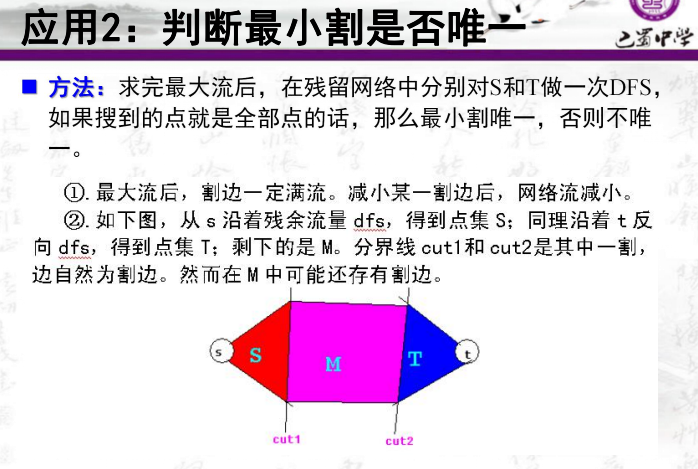 应用2：判断最小割是否唯一
巴蜀中学
方法：求完最大流后，在残留网络中分别对S和T做一次DFS，
如果搜到的点就是全部点的话，那么最小割唯一，否则不唯
一。
①.最大流后，割边一定满流。减小某一割边后，网络流减小。
②.如下图，从s沿着残余流量dfs，得到点集S；同理沿着t反
向dfs，得到点集T；剩下的是M。分界线cut1和cut2是其中一割，
边自然为割边。然而在M中可能还存有割边。
s S M T t
cut1 cut2